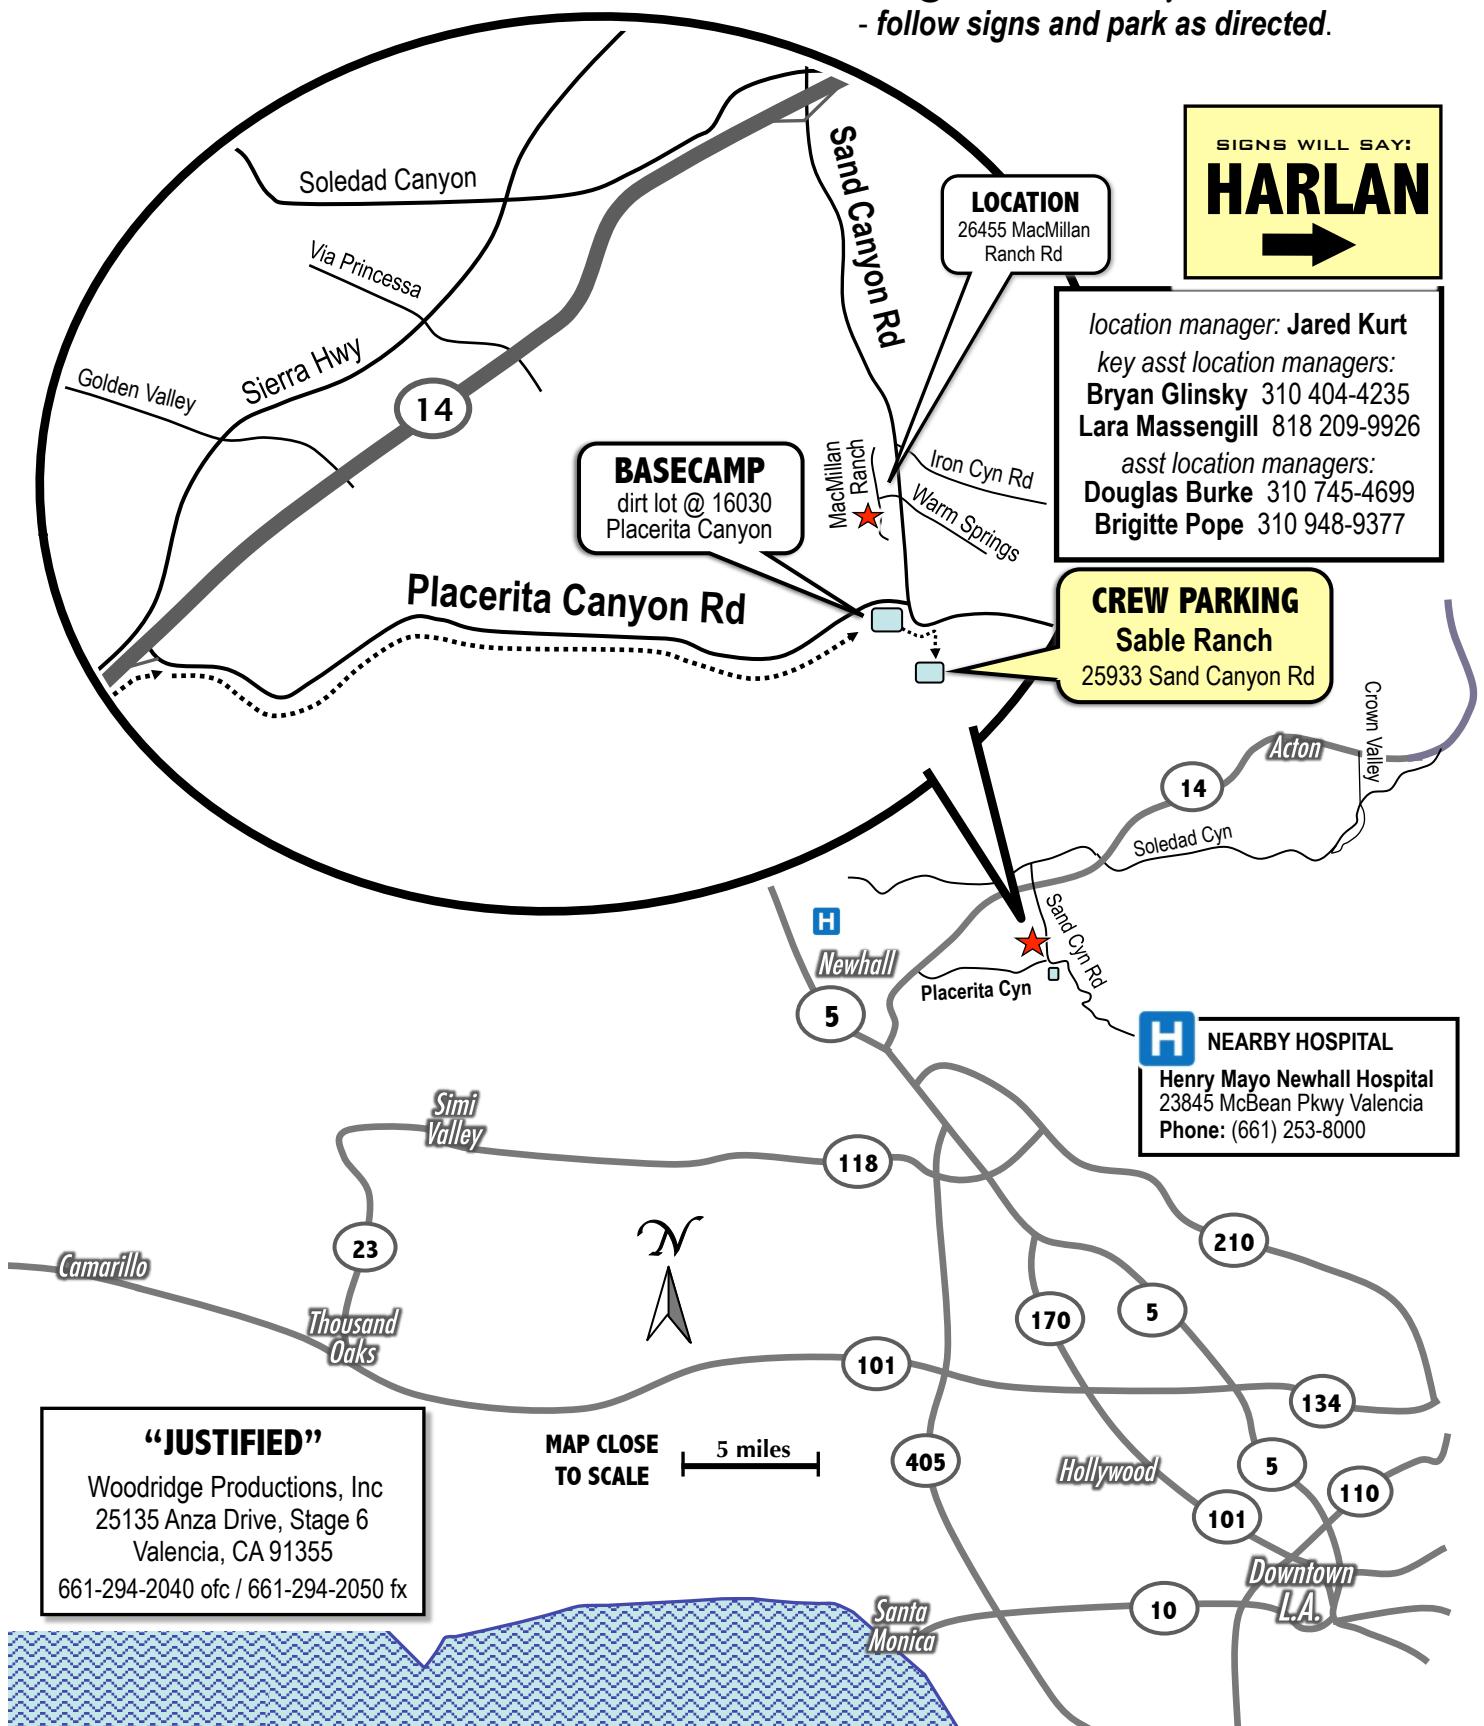 - follow signs and park as directed.
SIGNS WILL SAY:
HARLAN
Soledad Canyon
Via Princessa
Golden Valley
Sierra Hwy
14
Sand Canyon Rd
LOCATION
26455 MacMillan
Ranch Rd
location manager: Jared Kurt
key asst location managers:
Bryan Glinsky 310 404-4235
Lara Massengill 818 209-9926
asst location managers:
Douglas Burke 310 745-4699
Brigitte Pope 310 948-9377
BASECAMP
dirt lot @ 16030
Placerita Canyon
MacMillan
Ranch
Iron Cyn Rd
Warm Springs
Placerita Canyon Rd
CREW PARKING
Sable Ranch
25933 Sand Canyon Rd
Crown Valley
Acton
14
Soledad Cyn
Sand Cyn Rd
H
Newhall
Placerita Cyn
5
H NEARBY HOSPITAL
Henry Mayo Newhall Hospital
23845 McBean Pkwy Valencia
Phone: (661) 253-8000
Simi
Valley
118
23
N
210
Camarillo
Thousand
Oaks
170
5
101
134
"JUSTIFIED"
Woodridge Productions, Inc
25135 Anza Drive, Stage 6
Valencia, CA 91355
661-294-2040 ofc / 661-294-2050 fx
MAP CLOSE
TO SCALE
5 miles
405
Hollywood
5
110
101
Downtown
L.A.
10
Santa
Monica